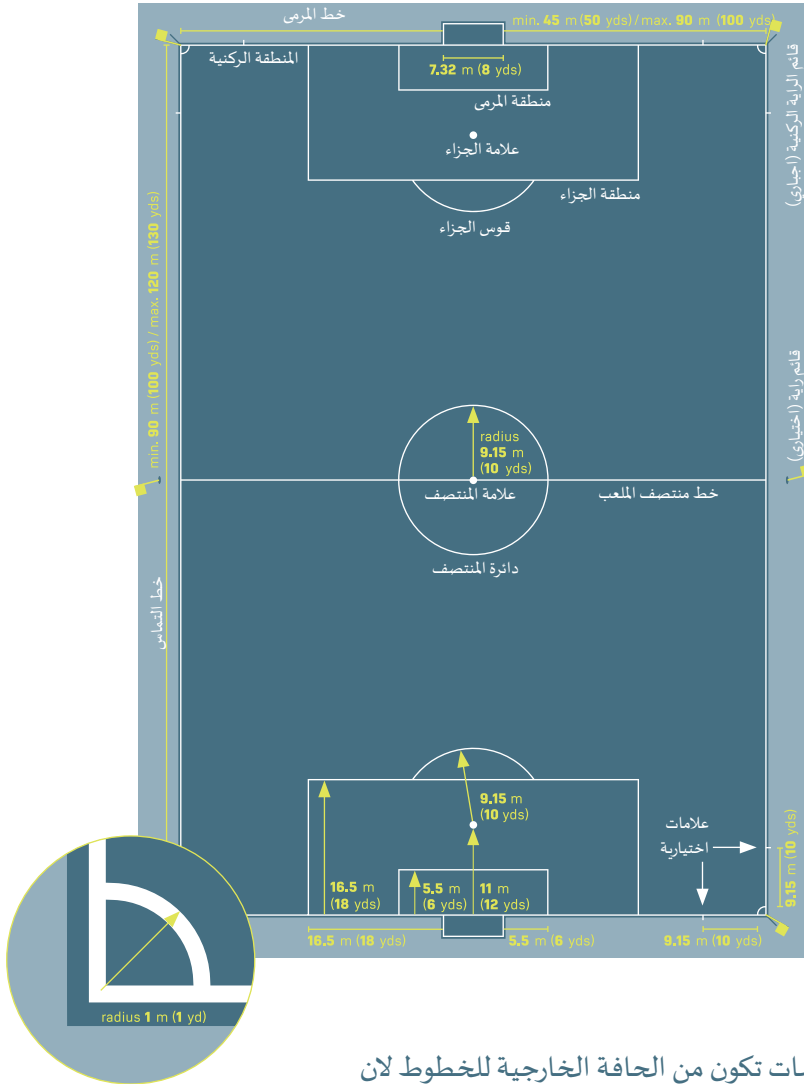 خط المرمى
min. 45 m (50 yds) / max. 90 m (100 yds)
المنطقة الركنية
7.32 m (8 yds)
منطقة المرمى
علامة الجزاء
منطقة الجزاء
قوس الجزاء
قائم الراية الركنية (اجباري)
min. 90 m (100 yds) / max. 120 m (130 yds)
قائم راية (اختياري)
radius
9.15 m
(10 yds)
علامة المنتصف
خط منتصف الملعب
دائرة المنتصف
خط التماس
9.15 m
(10 yds)
علامات
اختيارية
9.15 m (10 yds)
16.5 m
(18 yds)
5.5 m
(6 yds)
11 m
(12 yds)
16.5 m (18 yds)
5.5 m (6 yds)
9.15 m (10 yds)
radius 1 m (1 yd)
تكون من الحافة الخارجية للخطوط لان